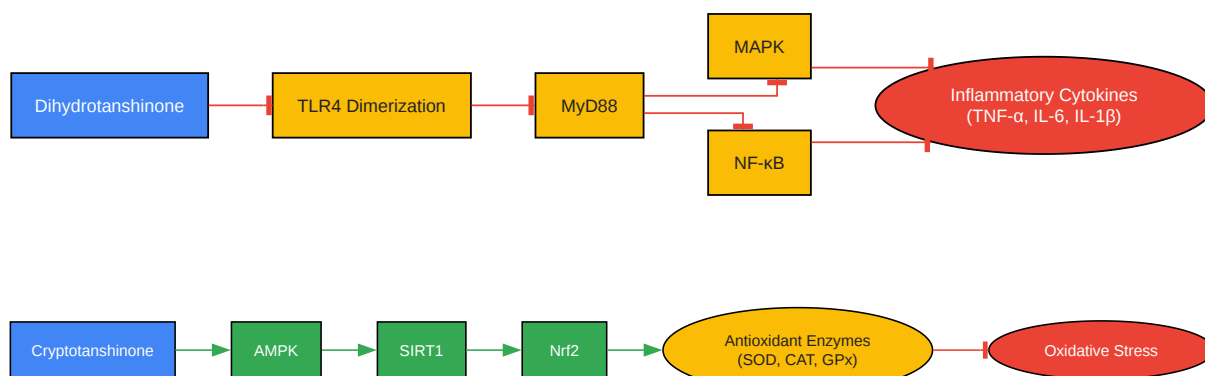 Dihydrotanshinone
TLR4 Dimerization
MyD88
MAPK
NF-κB
Inflammatory Cytokines
(TNF-α, IL-6, IL-1β)
Cryptotanshinone
AMPK
SIRT1
Nrf2
Antioxidant Enzymes
(SOD, CAT, GPx)
Oxidative Stress